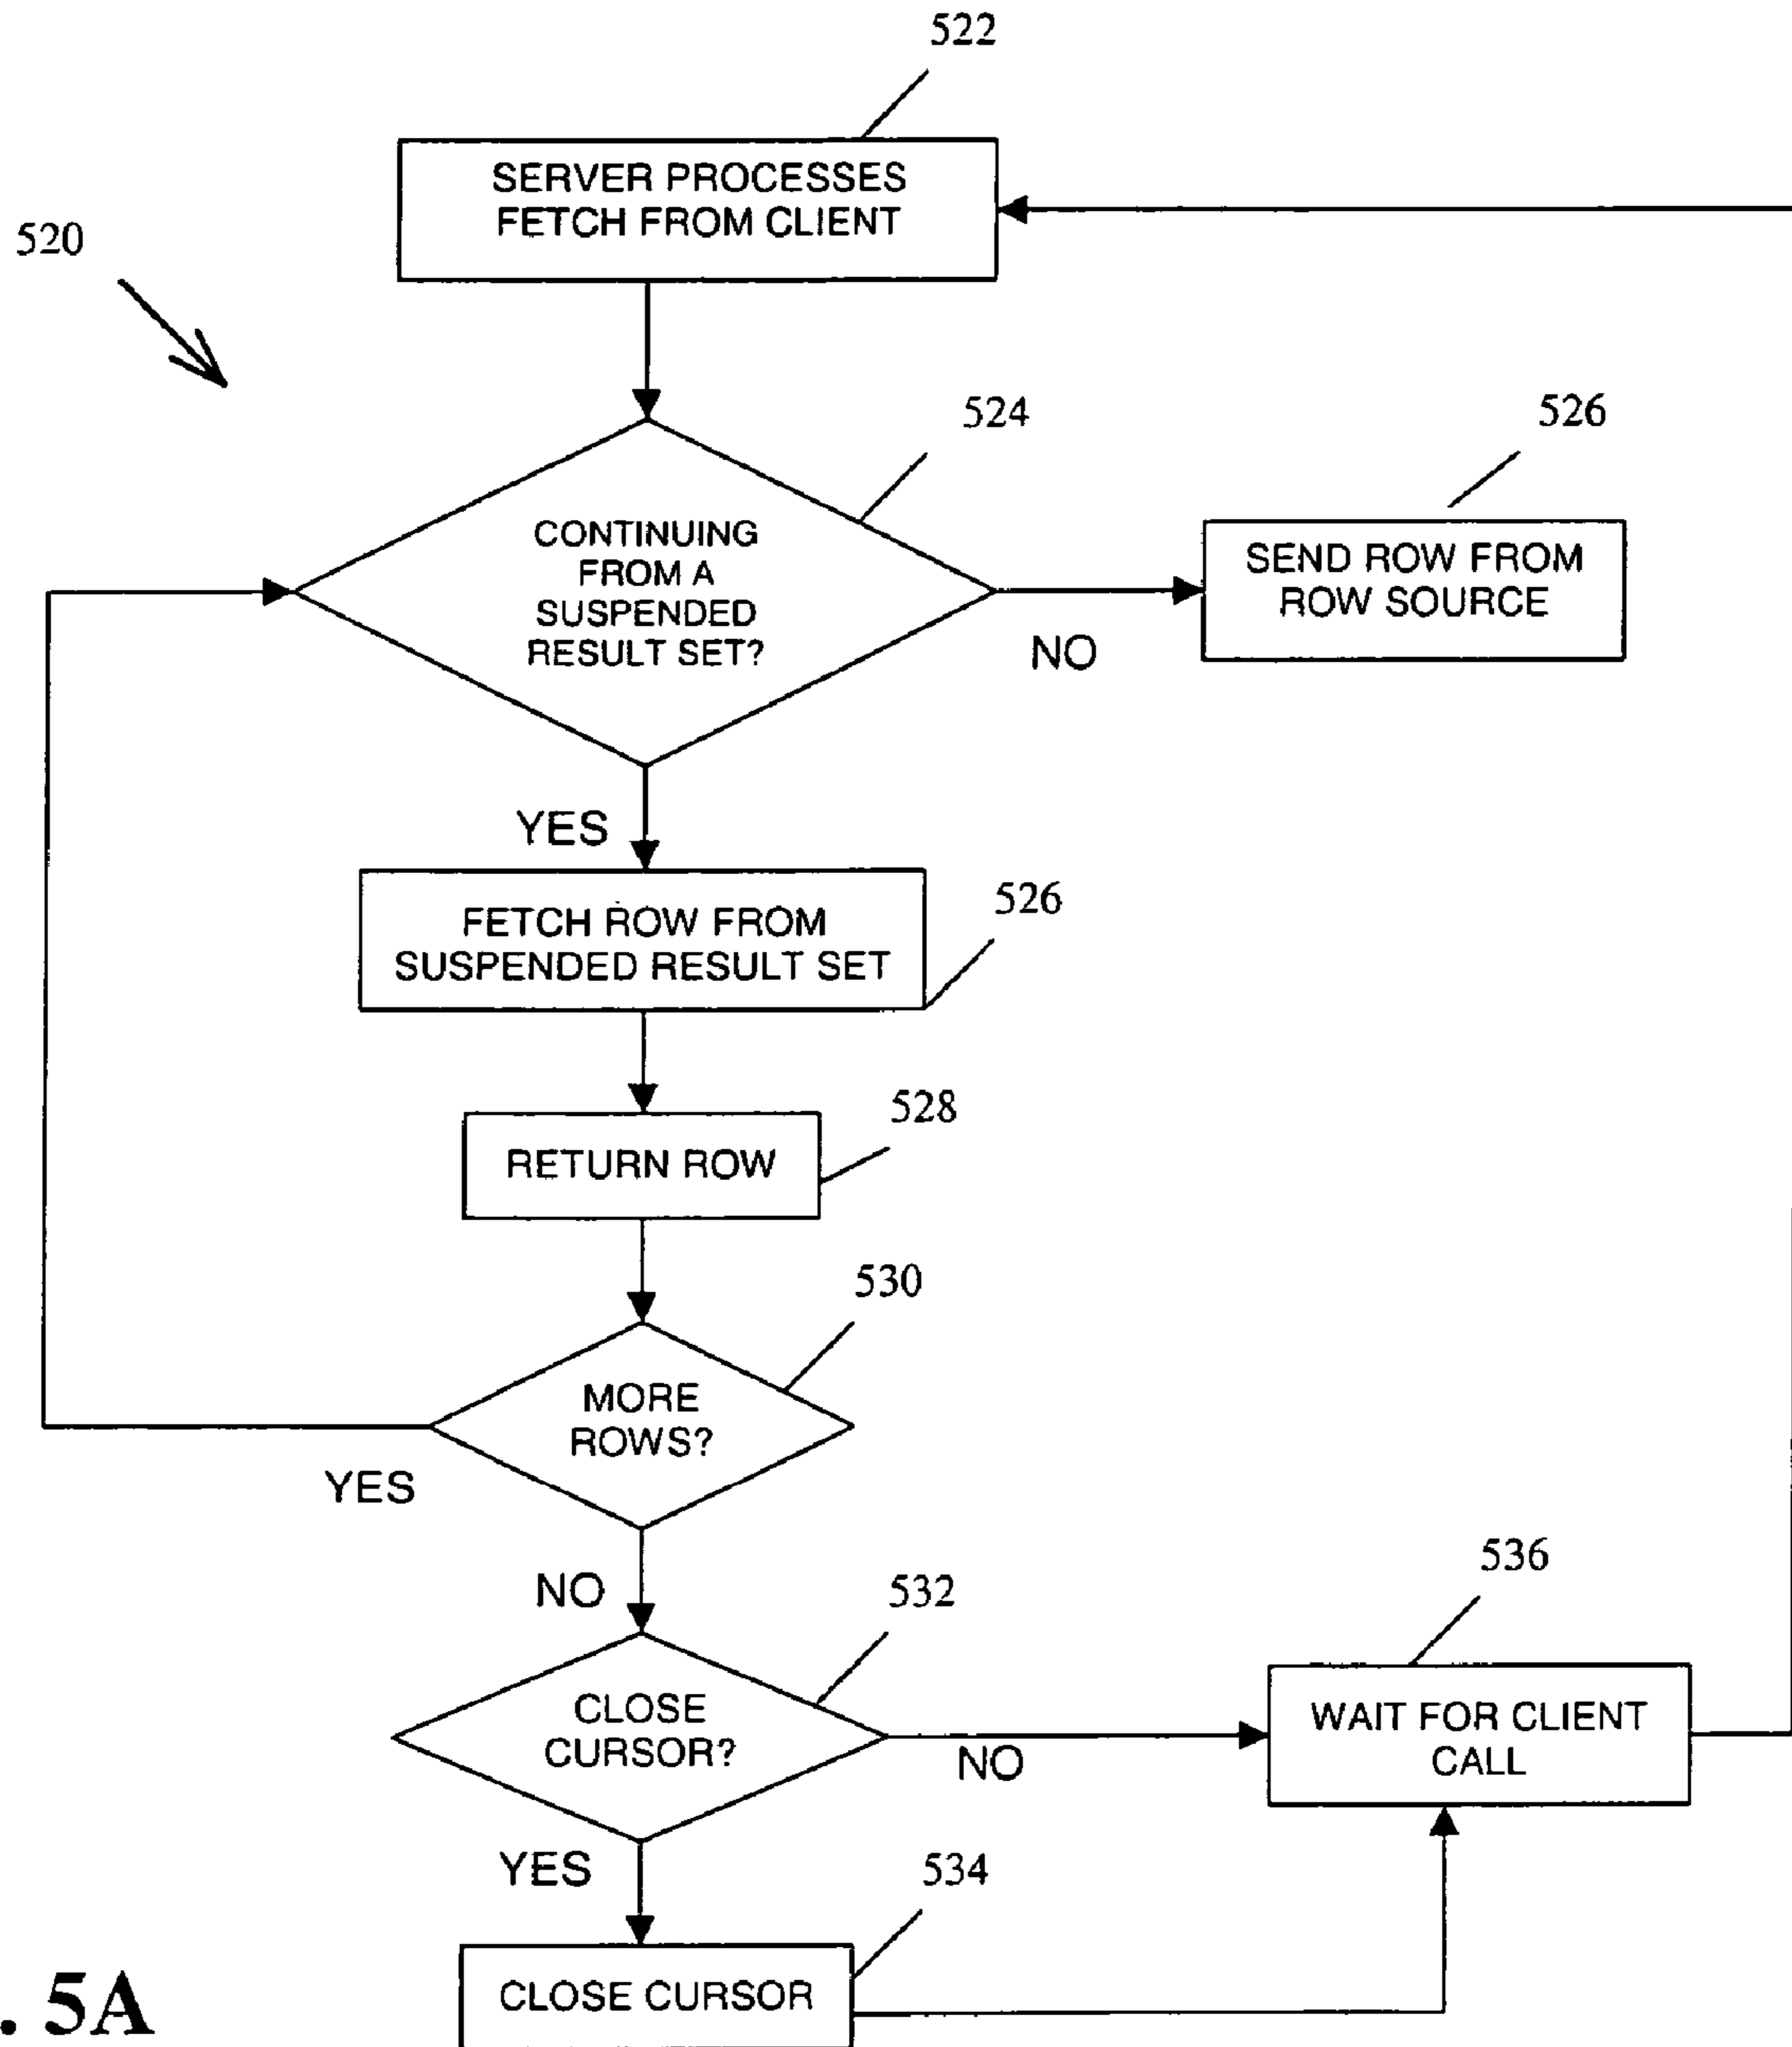 522
SERVER PROCESSES
FETCH FROM CLIENT
520
524
526
CONTINUING
FROM A
SUSPENDED
RESULT SET?
SEND ROW FROM
ROW SOURCE
NO
YES
526
FETCH ROW FROM
SUSPENDED RESULT SET
528
RETURN ROW
530
MORE
ROWS?
YES
NO
532
536
CLOSE
CURSOR?
WAIT FOR CLIENT
CALL
NO
YES
534
CLOSE CURSOR
. 5A